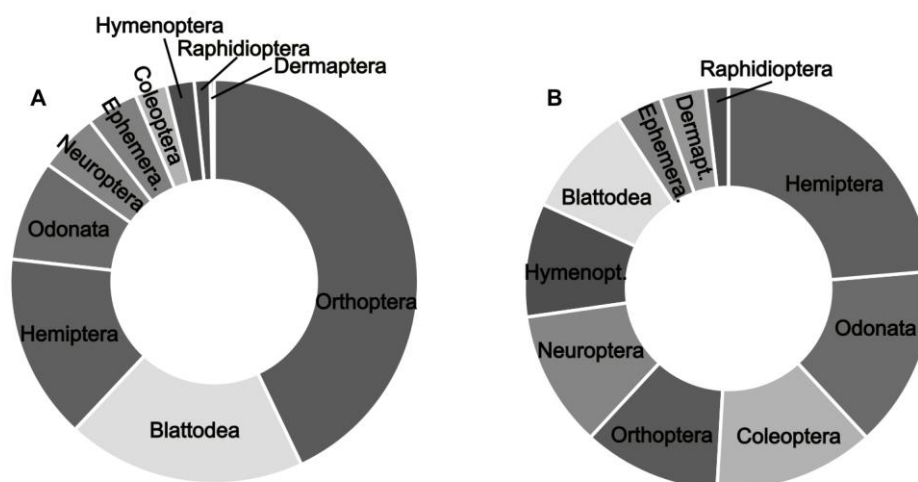 A
Hymenoptera
Raphidioptera
Dermaptera
Coleoptera
Ephemera.
Neuroptera
Odonata
Hemiptera
Blattodea
Orthoptera
B
Raphidioptera
Dermapt.
Ephemera.
Blattodea
Hymenopt.
Neuroptera
Orthoptera
Coleoptera
Odonata
Hemiptera